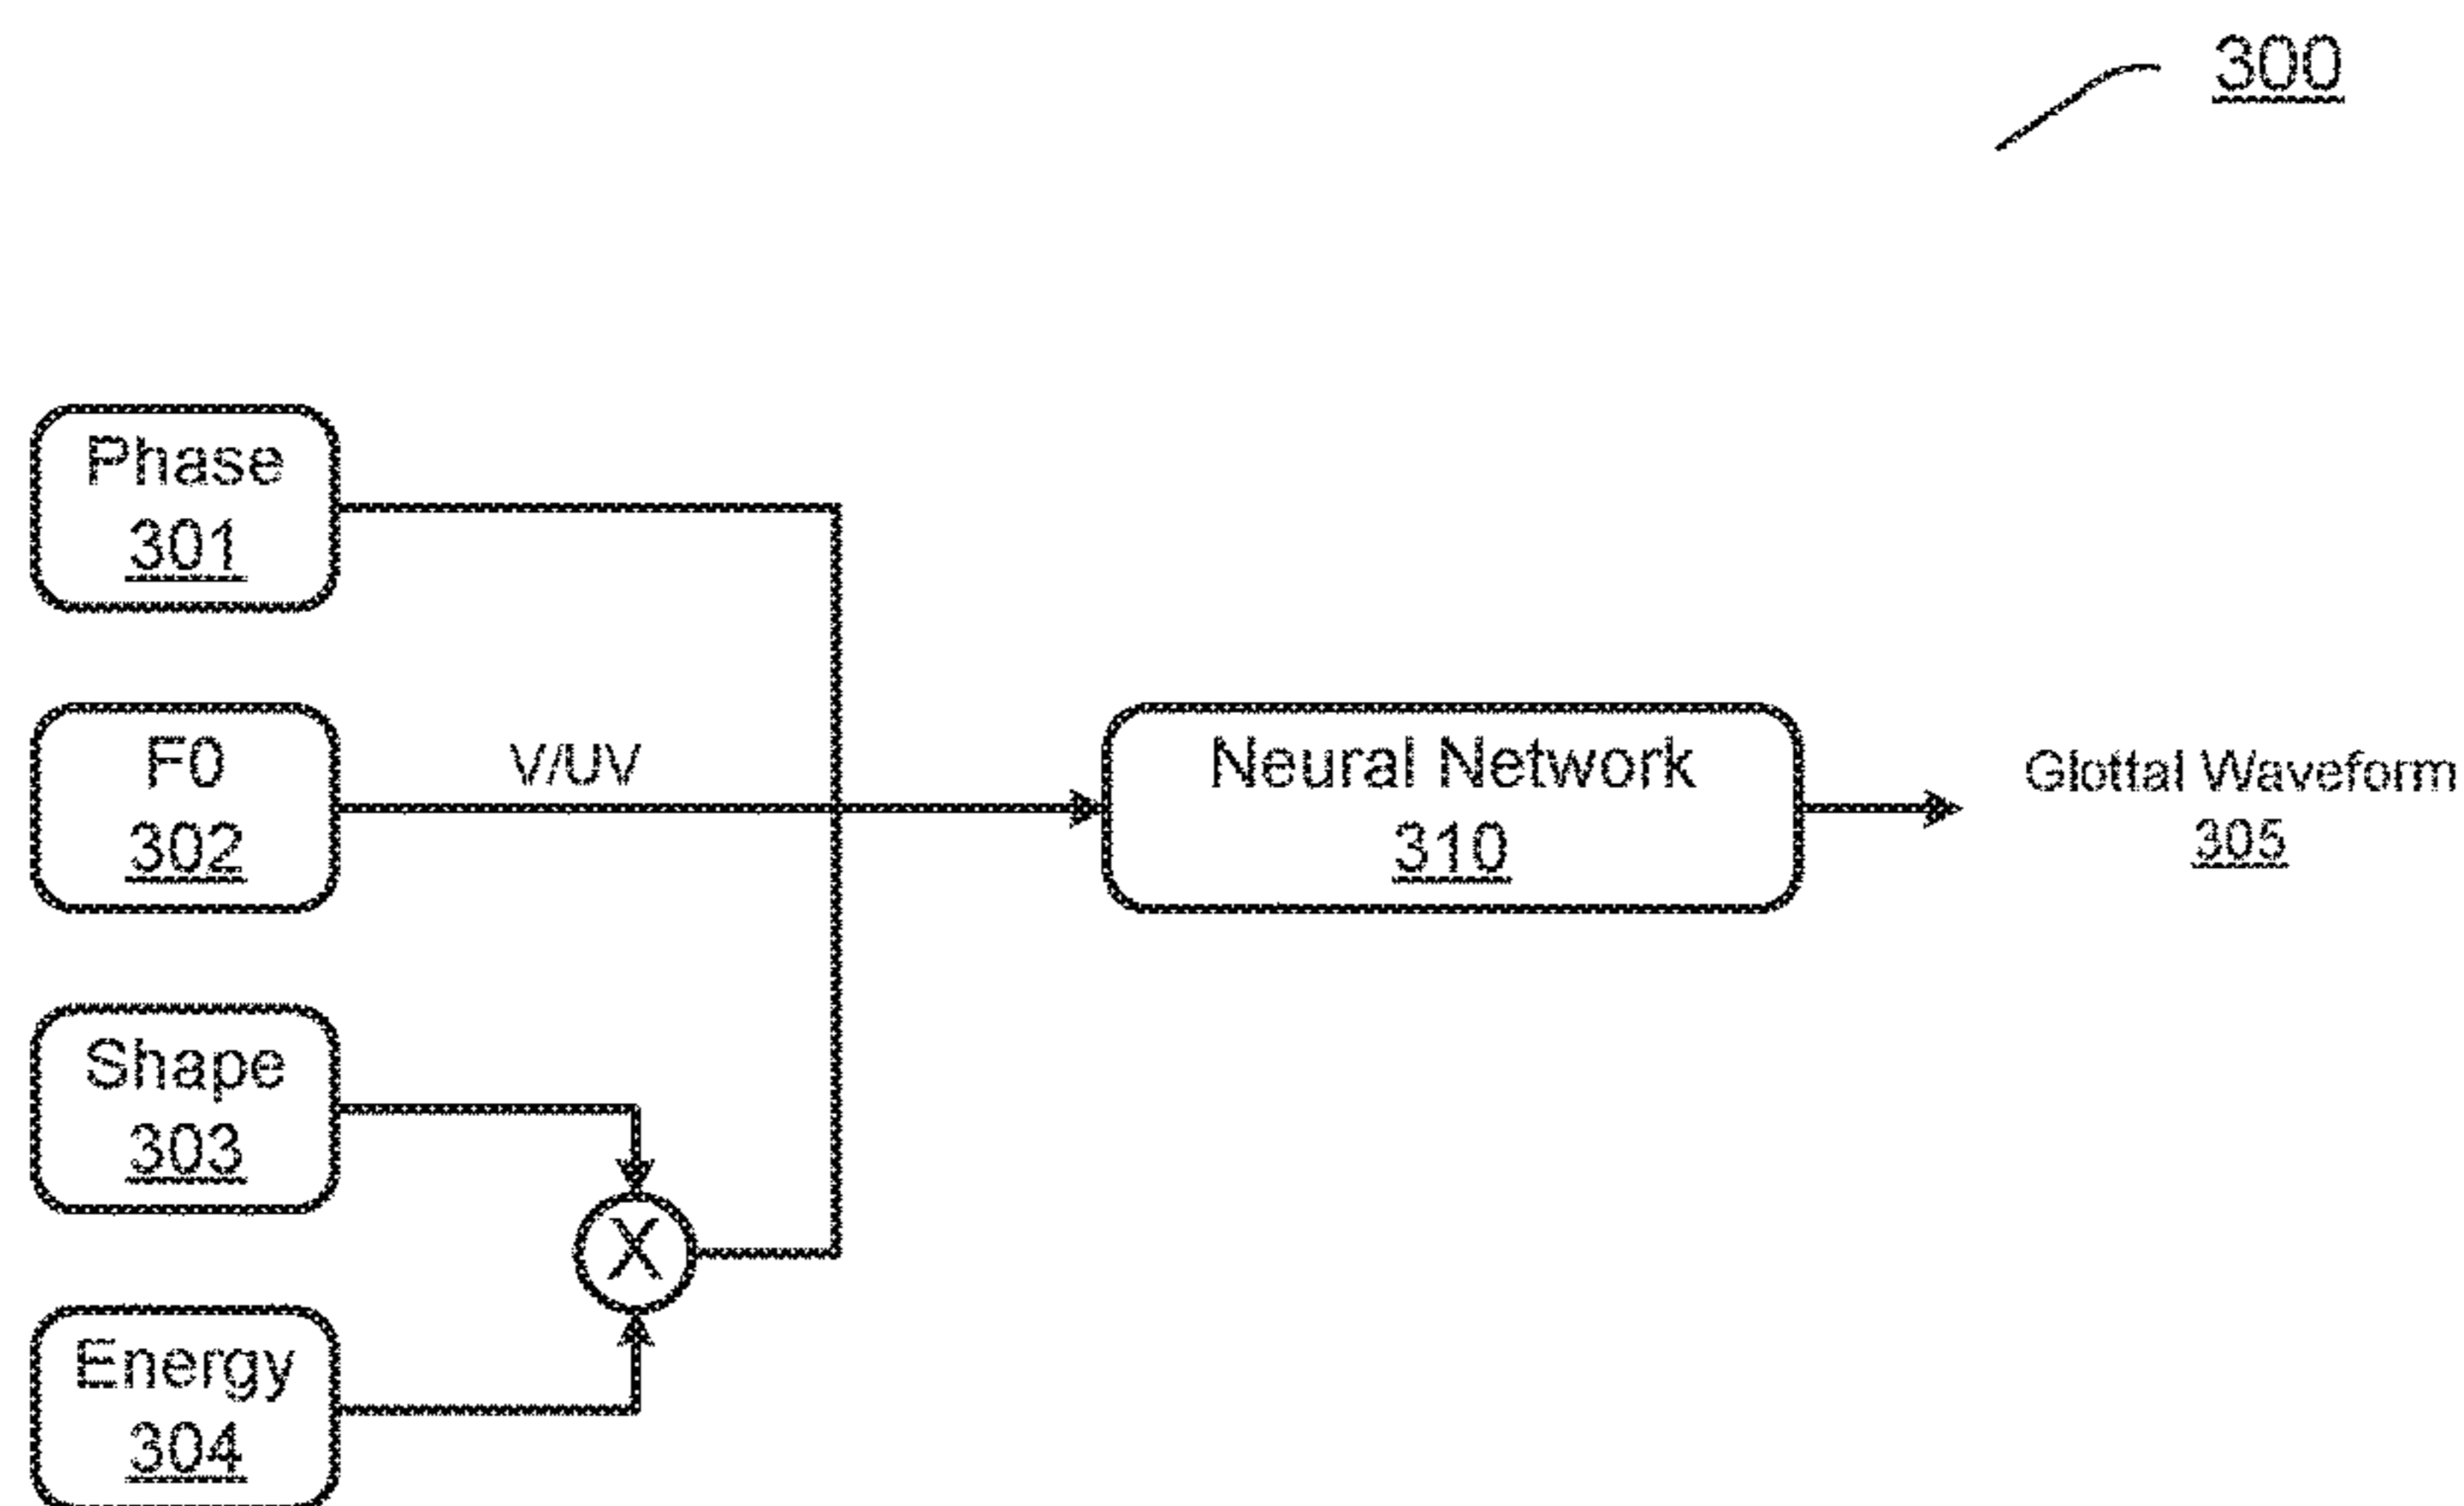 300
Phase
301
F0
302
V/UV
Neural Network
310
Glottal Waveform
305
Shape
303
X
Energy
304